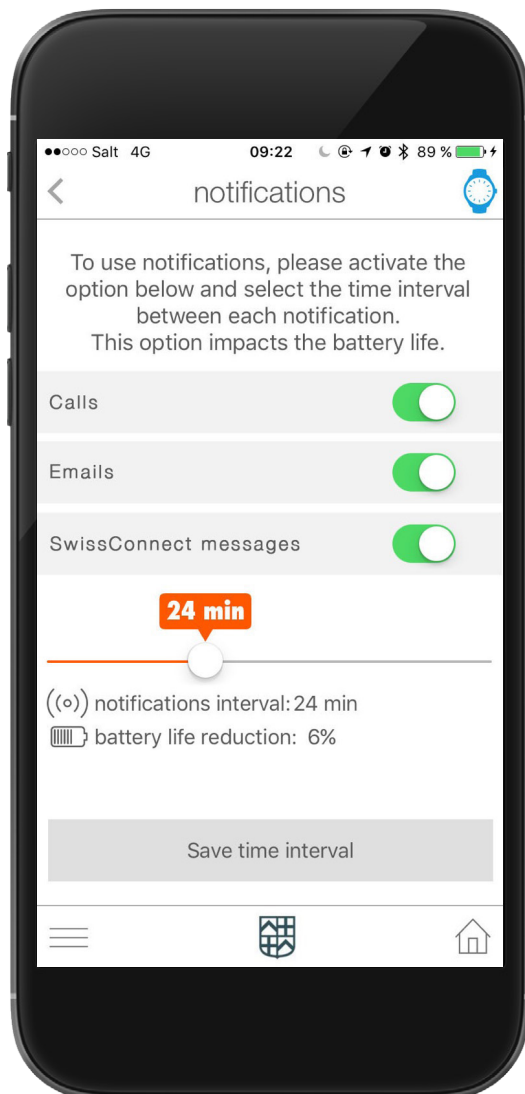 Salt 4G 09:22 89 %
notifications
To use notifications, please activate the
option below and select the time interval
between each notification.
This option impacts the battery life.
Calls
Emails
SwissConnect messages
24 min
notifications interval: 24 min
battery life reduction: 6%
Save time interval